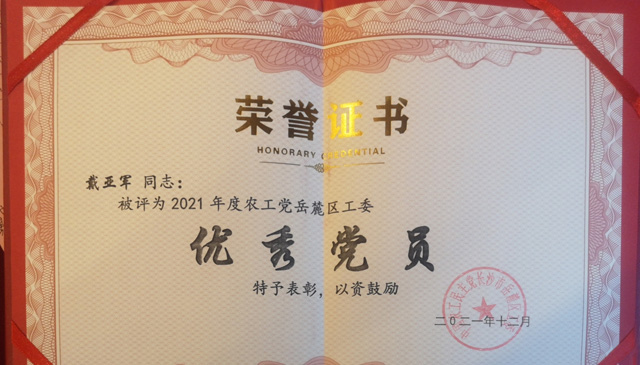 荣誉证书
HONORARY CREDENTIAL
戴亚军 同志：
被评为 2021 年度农工党岳麓区工委
优秀党员
特予表彰，以资鼓励
二〇二一年十二月